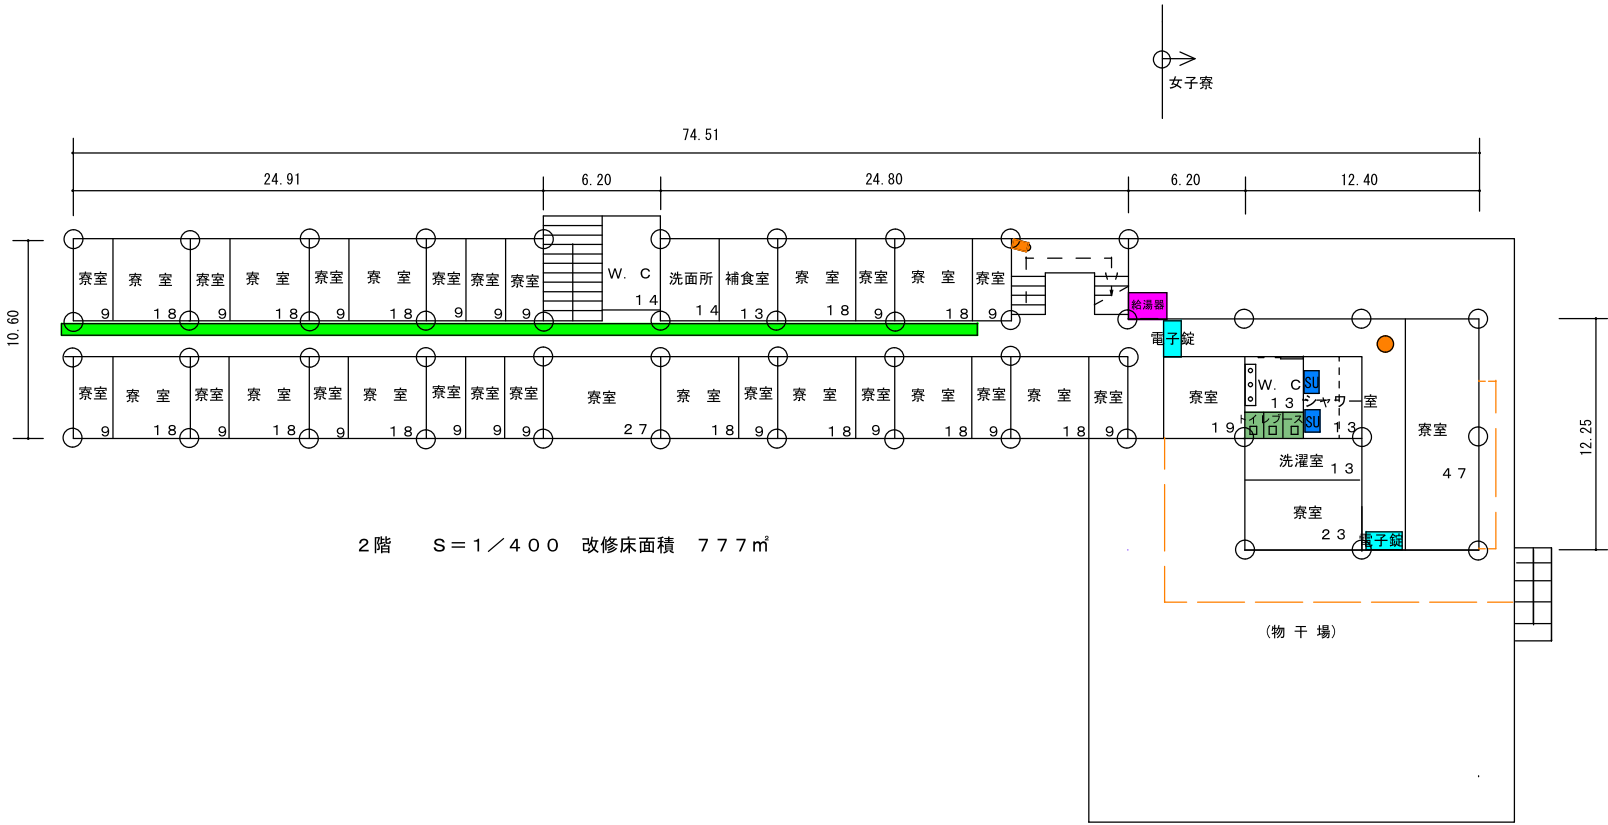 女子寮
74.51
24.91 6.20 24.80 6.20 12.40
10.60
寮室 寮 室 寮室 寮 室 寮室 寮 室 寮室 寮室 寮室 W. C 洗面所 補食室 寮 室 寮室 寮 室 寮室
9 18 9 18 9 18 9 9 9 14 14 13 18 9 18 9
給湯器
電子錠
寮室 寮 室 寮室 寮 室 寮室 寮 室 寮室 寮室 寮室 寮室 寮 室 寮室 寮 室 寮室 寮 室 寮室 寮 室 寮室 寮室 W. C SU シャワー室
9 18 9 18 9 18 9 9 9 27 18 9 18 9 18 9 18 9 19 13 13
トイレブース SU
寮室
47
12.25
洗濯室 13
寮室
23
電子錠
2階 S=1/400 改修床面積 777㎡
(物 干 場)